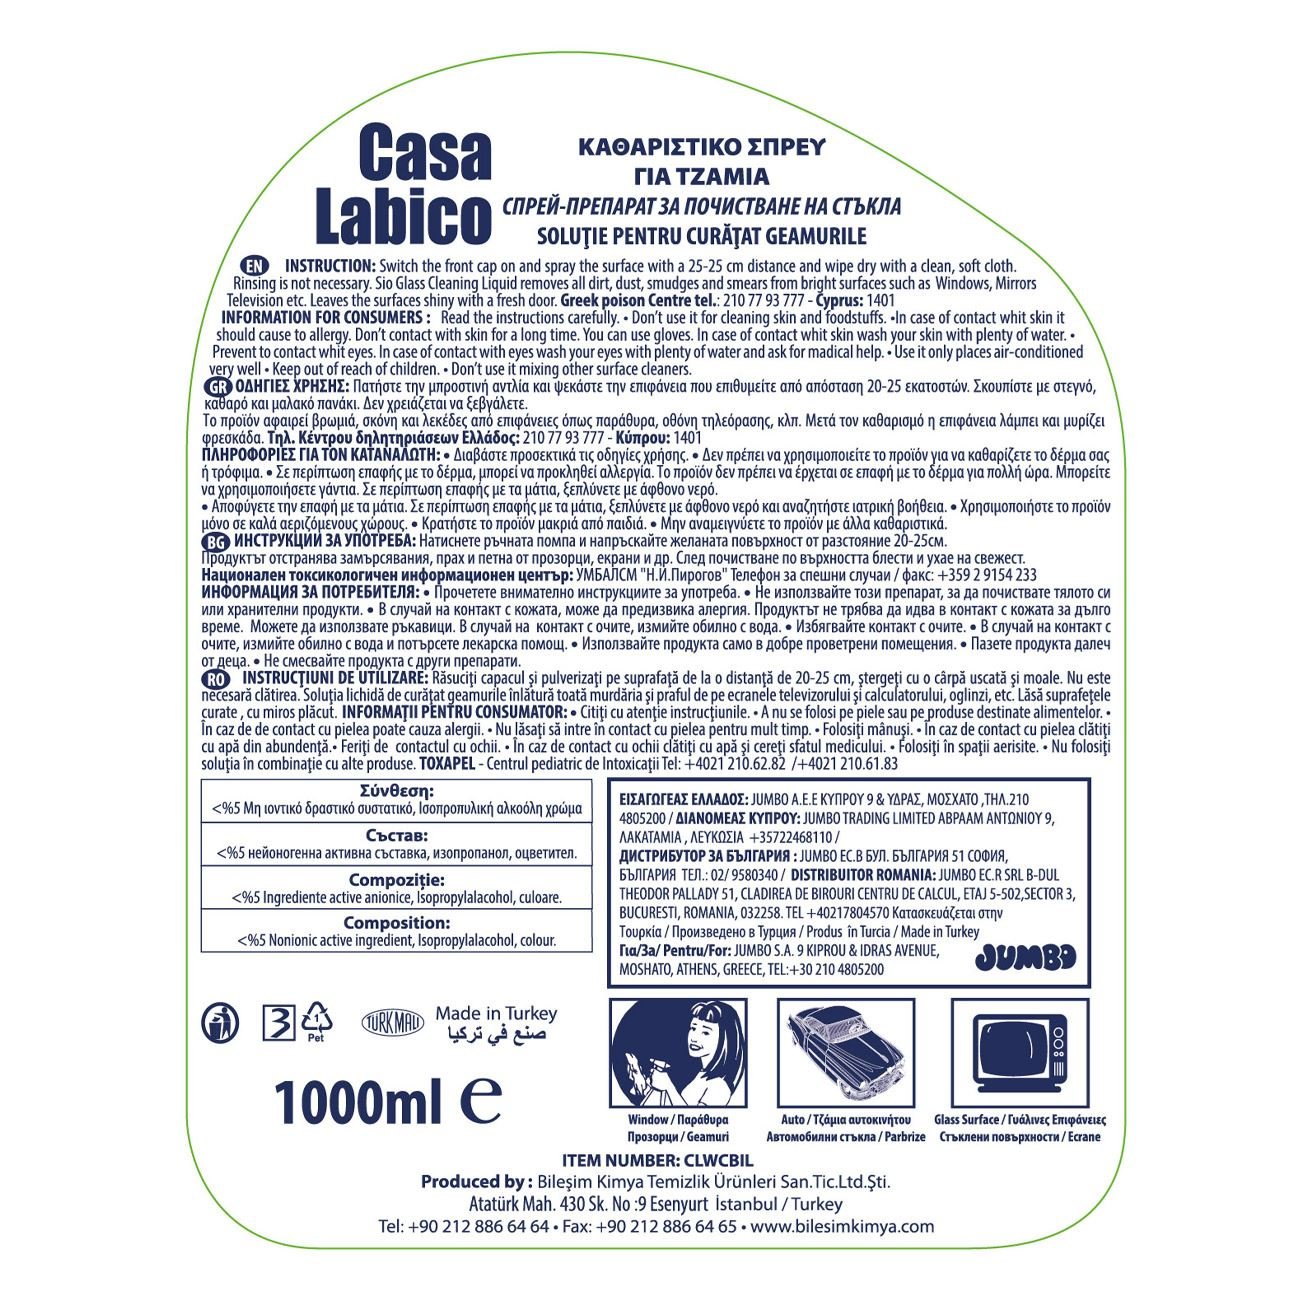 Casa
Labico
ΚΑΘΑΡΙΣΤΙΚΟ ΣΠΡΕΥ
ΓΙΑ ΤΖΑΜΙΑ
СПРЕЙ-ПРЕПАРАТ ЗА ПОЧИСТВАНЕ НА СТЪКЛА
SOLUŢIE PENTRU CURĂŢAT GEAMURILE
EN INSTRUCTION: Switch the front cap on and spray the surface with a 25-25 cm distance and wipe dry with a clean, soft cloth.
Rinsing is not necessary. Sio Glass Cleaning Liquid removes all dirt, dust, smudges and smears from bright surfaces such as Windows, Mirrors
Television etc. Leaves the surfaces shiny with a fresh door. Greek poison Centre tel.: 210 77 93 777 - Cyprus: 1401
INFORMATION FOR CONSUMERS : Read the instructions carefully. • Don't use it for cleaning skin and foodstuffs. •In case of contact whit skin it
should cause to allergy. Don't contact with skin for a long time. You can use gloves. In case of contact whit skin wash your skin with plenty of water. •
Prevent to contact whit eyes. In case of contact with eyes wash your eyes with plenty of water and ask for madical help. • Use it only places air-conditioned
very well • Keep out of reach of children. • Don't use it mixing other surface cleaners.
GR ΟΔΗΓΙΕΣ ΧΡΗΣΗΣ: Πατήστε την μπροστινή αντλία και ψεκάστε την επιφάνεια που επιθυμείτε από απόσταση 20-25 εκατοστών. Σκουπίστε με στεγνό,
καθαρό και μαλακό πανάκι. Δεν χρειάζεται να ξεβγάλετε.
Το προϊόν αφαιρεί βρωμιά, σκόνη και λεκέδες από επιφάνειες όπως παράθυρα, οθόνη τηλεόρασης, κλπ. Μετά τον καθαρισμό η επιφάνεια λάμπει και μυρίζει
φρεσκάδα. Τηλ. Κέντρου δηλητηριάσεων Ελλάδος: 210 77 93 777 - Κύπρου: 1401
ΠΛΗΡΟΦΟΡΙΕΣ ΓΙΑ ΤΟΝ ΚΑΤΑΝΑΛΩΤΗ: • Διαβάστε προσεκτικά τις οδηγίες χρήσης. • Δεν πρέπει να χρησιμοποιείτε το προϊόν για να καθαρίζετε το δέρμα σας
ή τρόφιμα. • Σε περίπτωση επαφής με το δέρμα, μπορεί να προκληθεί αλλεργία. Το προϊόν δεν πρέπει να έρχεται σε επαφή με το δέρμα για πολλή ώρα. Μπορείτε
να χρησιμοποιήσετε γάντια. Σε περίπτωση επαφής με τα μάτια, ξεπλύνετε με άφθονο νερό.
• Αποφύγετε την επαφή με τα μάτια. Σε περίπτωση επαφής με τα μάτια, ξεπλύνετε με άφθονο νερό και αναζητήστε ιατρική βοήθεια. • Χρησιμοποιήστε το προϊόν
μόνο σε καλά αεριζόμενους χώρους. • Κρατήστε το προϊόν μακριά από παιδιά. • Μην αναμειγνύετε το προϊόν με άλλα καθαριστικά.
BG ИНСТРУКЦИИ ЗА УПОТРЕБА: Натиснете ръчната помпа и напръскайте желаната повърхност от разстояние 20-25см.
Продуктът отстранява замърсявания, прах и петна от прозорци, екрани и др. След почистване по върхността блести и ухае на свежест.
Национален токсикологичен информационен център: УМБАЛСМ "Н.И.Пирогов" Телефон за спешни случаи / факс: +359 2 9154 233
ИНФОРМАЦИЯ ЗА ПОТРЕБИТЕЛЯ: • Прочетете внимателно инструкциите за употреба. • Не използвайте този препарат, за да почиствате тялото си
или хранителни продукти. • В случай на контакт с кожата, може да предизвика алергия. Продуктът не трябва да идва в контакт с кожата за дълго
време. Можете да използвате ръкавици. В случай на контакт с очите, измийте обилно с вода. • Избягвайте контакт с очите. • В случай на контакт с
очите, измийте обилно с вода и потърсете лекарска помощ. • Използвайте продукта само в добре проветрени помещения. • Пазете продукта далеч
от деца. • Не смесвайте продукта с други препарати.
RO INSTRUCŢIUNI DE UTILIZARE: Răsuciţi capacul şi pulverizaţi pe suprafaţă de la o distanţă de 20-25 cm, ştergeţi cu o cârpă uscată şi moale. Nu este
necesară clătirea. Soluţia lichidă de curăţat geamurile înlătură toată murdăria şi praful de pe ecranele televizorului şi calculatorului, oglinzi, etc. Lăsă suprafeţele
curate , cu miros plăcut. INFORMAŢII PENTRU CONSUMATOR: • Citiţi cu atenţie instrucţiunile. • A nu se folosi pe piele sau pe produse destinate alimentelor. •
În caz de de contact cu pielea poate cauza alergii. • Nu lăsaţi să intre în contact cu pielea pentru mult timp. • Folosiţi mânuşi. • În caz de contact cu pielea clătiţi
cu apă din abundenţă.• Feriţi de contactul cu ochii. • În caz de contact cu ochii clătiţi cu apă şi cereţi sfatul medicului. • Folosiţi în spaţii aerisite. • Nu folosiţi
soluţia în combinaţie cu alte produse. TOXAPEL - Centrul pediatric de Intoxicaţii Tel: +4021 210.62.82 /+4021 210.61.83
Σύνθεση:
<%5 Μη ιοντικό δραστικό συστατικό, Ισοπροπυλική αλκοόλη χρώμα
Състав:
<%5 нейоногенна активна съставка, изопропанол, оцветител.
Compoziţie:
<%5 Ingrediente active anionice, Isopropylalacohol, culoare.
Composition:
<%5 Nonionic active ingredient, Isopropylalacohol, colour.
ΕΙΣΑΓΩΓΕΑΣ ΕΛΛΑΔΟΣ: JUMBO Α.Ε.Ε ΚΥΠΡΟΥ 9 & ΥΔΡΑΣ, ΜΟΣΧΑΤΟ ,ΤΗΛ.210
4805200 / ΔΙΑΝΟΜΕΑΣ ΚΥΠΡΟΥ: JUMBO TRADING LIMITED ΑΒΡΑΑΜ ΑΝΤΩΝΙΟΥ 9,
ΛΑΚΑΤΑΜΙΑ , ΛΕΥΚΩΣΙΑ +35722468110 /
ДИСТРИБУТОР ЗА БЪЛГАРИЯ : JUMBO EC.B БУЛ. БЪЛГАРИЯ 51 СОФИЯ,
БЪЛГАРИЯ ТЕЛ.: 02/ 9580340 / DISTRIBUITOR ROMANIA: JUMBO EC.R SRL B-DUL
THEODOR PALLADY 51, CLADIREA DE BIROURI CENTRU DE CALCUL, ETAJ 5-502,SECTOR 3,
BUCURESTI, ROMANIA, 032258. TEL +40217804570 Κατασκευάζεται στην
Τουρκία / Произведено в Турция / Produs în Turcia / Made in Turkey
Για/За/ Pentru/For: JUMBO S.A. 9 KIPROU & IDRAS AVENUE,
MOSHATO, ATHENS, GREECE, TEL:+30 210 4805200
JUMBO
3
1
Pet
TURK MALI
Made in Turkey
صنع في تركيا
1000ml e
Window / Παράθυρα
Прозорци / Geamuri
Auto / Τζάμια αυτοκινήτου
Автомобилни стъкла / Parbrize
Glass Surface / Γυάλινες Επιφάνειες
Стъклени повърхности / Ecrane
ITEM NUMBER: CLWCBIL
Produced by : Bileşim Kimya Temizlik Ürünleri San.Tic.Ltd.Şti.
Atatürk Mah. 430 Sk. No :9 Esenyurt İstanbul / Turkey
Tel: +90 212 886 64 64 • Fax: +90 212 886 64 65 • www.bilesimkimya.com